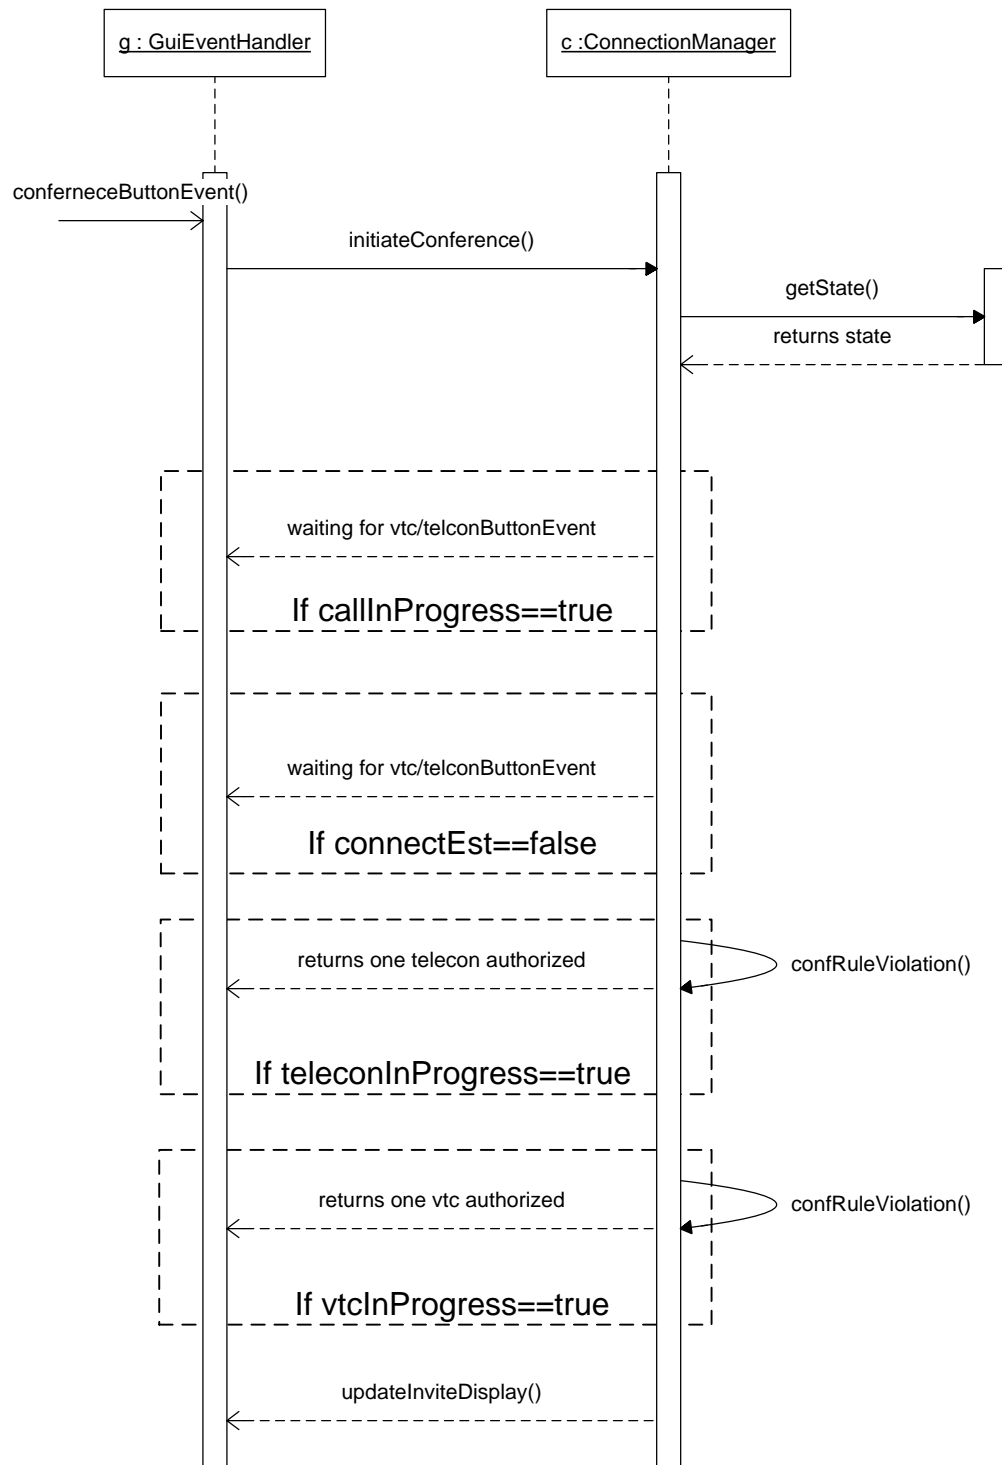 g : GuiEventHandler
c :ConnectionManager
conferneceButtonEvent()
initiateConference()
getState()
returns state
waiting for vtc/telconButtonEvent
If callInProgress==true
waiting for vtc/telconButtonEvent
If connectEst==false
returns one telecon authorized
confRuleViolation()
If teleconInProgress==true
returns one vtc authorized
confRuleViolation()
If vtcInProgress==true
updateInviteDisplay()